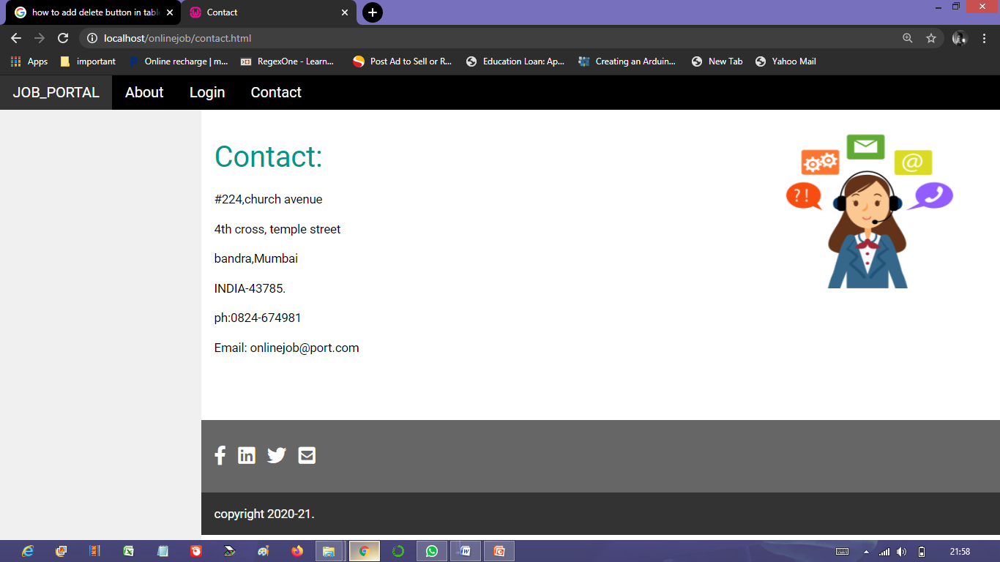 how to add delete button in tabl
Contact
localhost/onlinejob/contact.html
Apps
important
Online recharge | m...
RegexOne - Learn...
Post Ad to Sell or R...
Education Loan: Ap...
Creating an Arduin...
New Tab
Yahoo Mail
JOB_PORTAL
About
Login
Contact
Contact:
#224,church avenue
4th cross, temple street
bandra,Mumbai
INDIA-43785.
ph:0824-674981
Email: onlinejob@port.com
?!
@
copyright 2020-21.
21:58